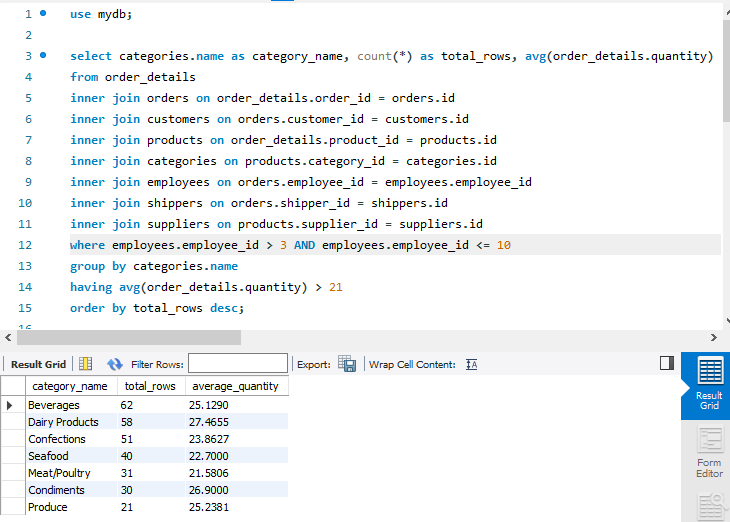 1 use mydb;
2
3 select categories.name as category_name, count(*) as total_rows, avg(order_details.quantity)
4 from order_details
5 inner join orders on order_details.order_id = orders.id
6 inner join customers on orders.customer_id = customers.id
7 inner join products on order_details.product_id = products.id
8 inner join categories on products.category_id = categories.id
9 inner join employees on orders.employee_id = employees.employee_id
10 inner join shippers on orders.shipper_id = shippers.id
11 inner join suppliers on products.supplier_id = suppliers.id
12 where employees.employee_id > 3 AND employees.employee_id <= 10
13 group by categories.name
14 having avg(order_details.quantity) > 21
15 order by total_rows desc;
16
Result Grid Filter Rows: Export: Wrap Cell Content: IA
category_name total_rows average_quantity
Beverages 62 25.1290
Dairy Products 58 27.4655
Confections 51 23.8627
Seafood 40 22.7000
Meat/Poultry 31 21.5806
Condiments 30 26.9000
Produce 21 25.2381
Result
Grid
Form
Editor